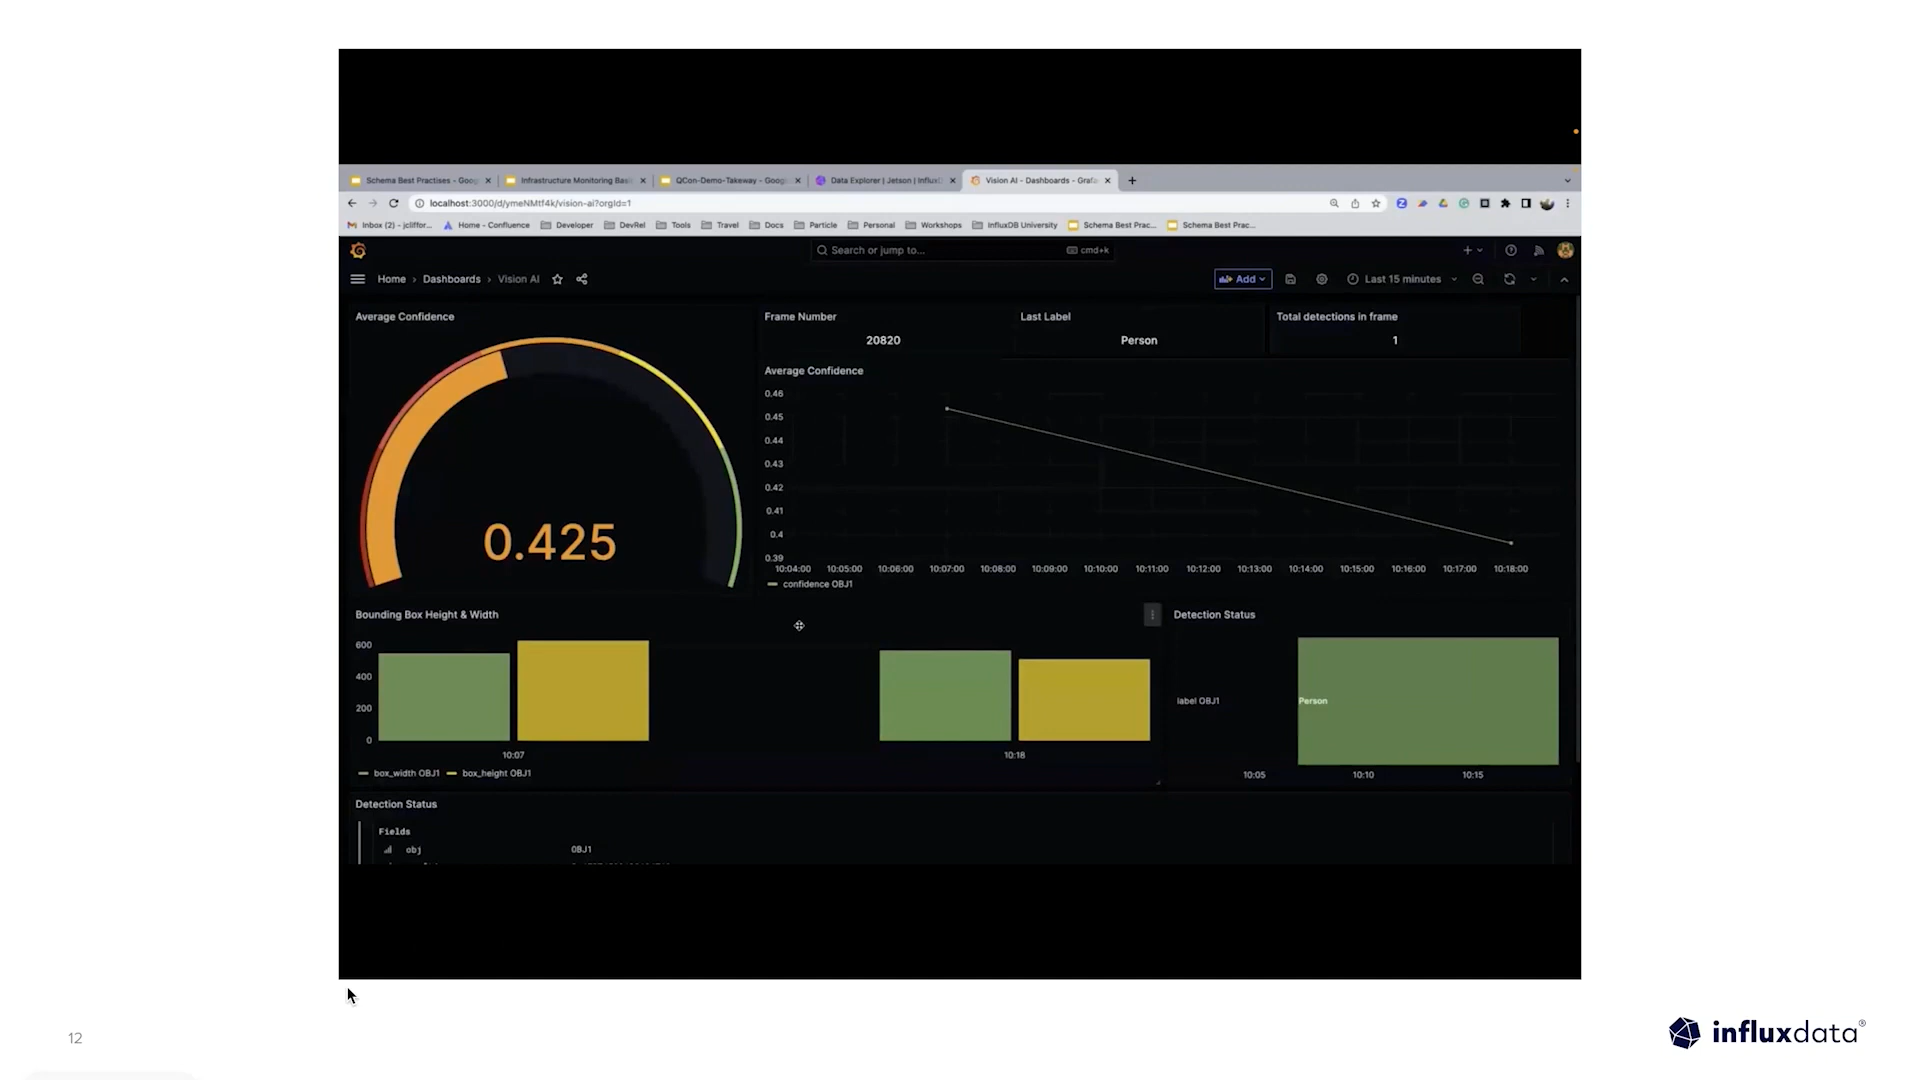 Schema Best Practises - Goog
Infrastructure Monitoring Basi
QCon-Demo-Takeway - Goog
Data Explorer | Jetson | Influx
Vision AI - Dashboards - Grafa
localhost:3000/d/ymeNMtf4k/vision-ai?orgId=1
Inbox (2) - jcliffor...
Home - Confluence
Developer
DevRel
Tools
Travel
Docs
Particle
Personal
Workshops
InfluxDB University
Schema Best Prac...
Schema Best Prac...
Search or jump to...
cmd+k
Home › Dashboards › Vision AI
Add
Last 15 minutes
Average Confidence
0.425
Frame Number
20820
Last Label
Person
Total detections in frame
1
Average Confidence
0.46
0.45
0.44
0.43
0.42
0.41
0.4
0.39
10:04:00 10:05:00 10:06:00 10:07:00 10:08:00 10:09:00 10:10:00 10:11:00 10:12:00 10:13:00 10:14:00 10:15:00 10:16:00 10:17:00 10:18:00
confidence OBJ1
Bounding Box Height & Width
600
400
200
0
10:07 10:18
box_width OBJ1 box_height OBJ1
Detection Status
label OBJ1
Person
10:05 10:10 10:15
Detection Status
Fields
obj OBJ1
12
influxdata®